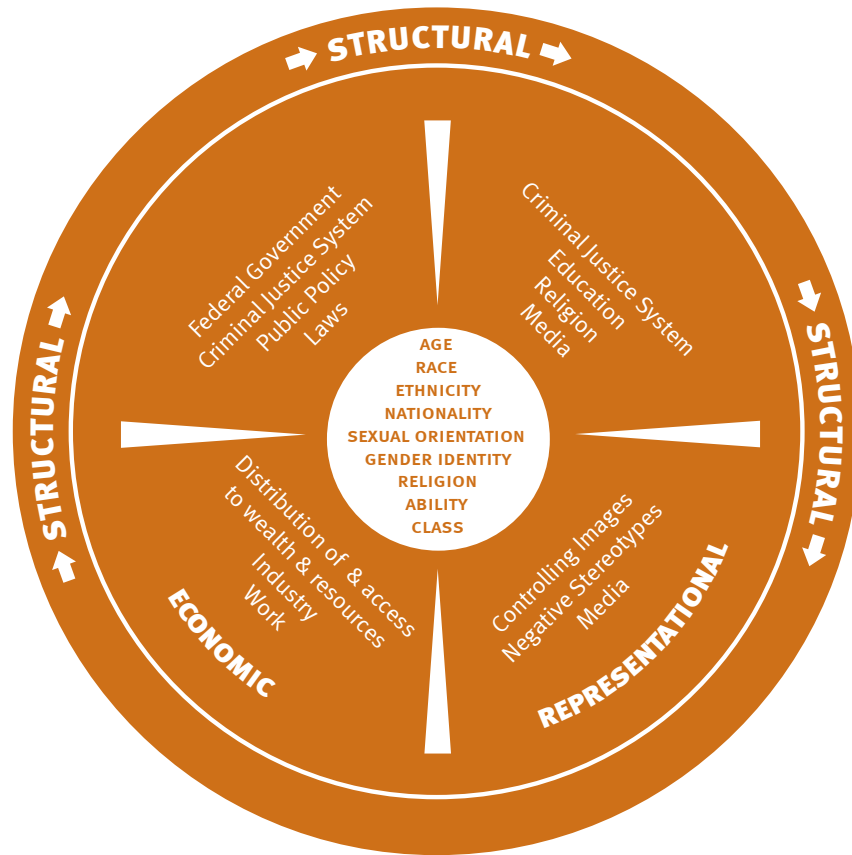 STRUCTURAL
STRUCTURAL
STRUCTURAL
Federal Government
Criminal Justice System
Public Policy
Laws
Criminal Justice System
Education
Religion
Media
AGE
RACE
ETHNICITY
NATIONALITY
SEXUAL ORIENTATION
GENDER IDENTITY
RELIGION
ABILITY
CLASS
Distribution of & access
to wealth & resources
Industry
Work
ECONOMIC
Controlling Images
Negative Stereotypes
Media
REPRESENTATIONAL